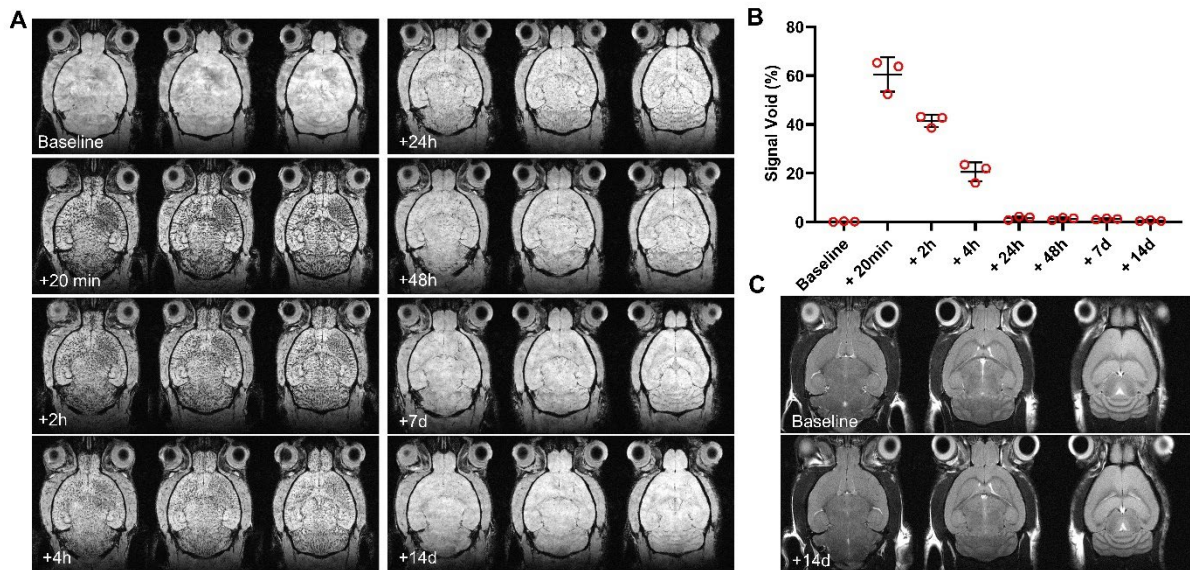 A
Baseline
+24h
+20 min
+48h
+2h
+7d
+4h
+14d
B
Signal Void (%)
80
60
40
20
0
Baseline
+ 20min
+ 2h
+ 4h
+ 24h
+ 48h
+ 7d
+ 14d
C
Baseline
+14d